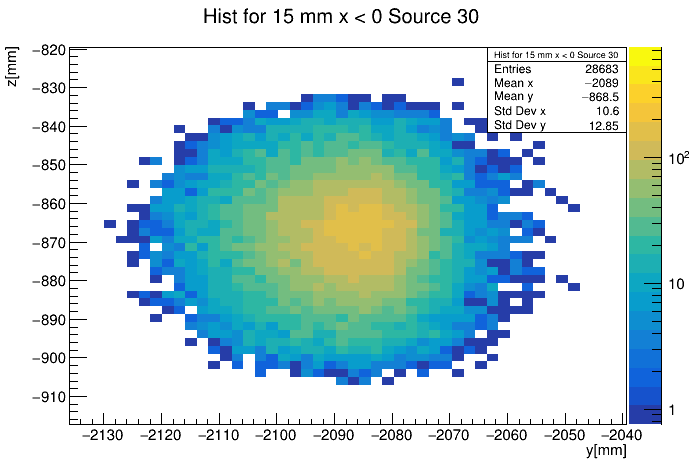 Hist for 15 mm x < 0 Source 30
z[mm]
Hist for 15 mm x < 0 Source 30
Entries 28683
Mean x −2089
Mean y −868.5
Std Dev x 10.6
Std Dev y 12.85
−820
−830
−840
−850
−860
−870
−880
−890
−900
−910
10²
10
1
−2130 −2120 −2110 −2100 −2090 −2080 −2070 −2060 −2050 −2040
y[mm]